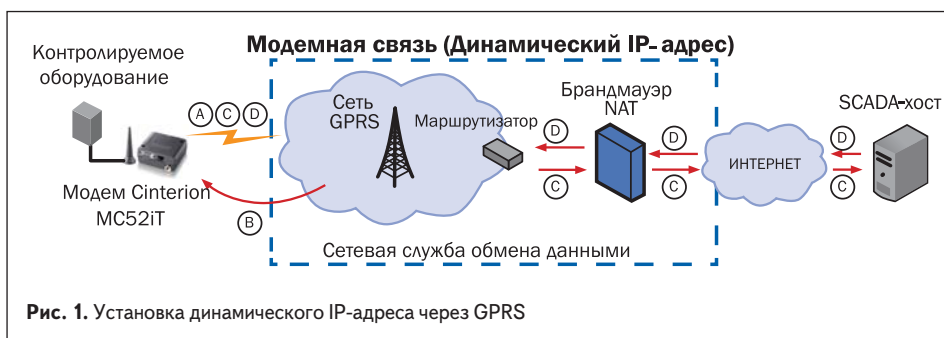 Модемная связь (Динамический IP-адрес)
Контролируемое
оборудование
A C D
Модем Cinterion
MC52iT
B
Сеть
GPRS
Маршрутизатор
D
C
Брандмауэр
NAT
D
C
ИНТЕРНЕТ
SCADA-хост
D
C
Сетевая служба обмена данными
Рис. 1. Установка динамического IP-адреса через GPRS